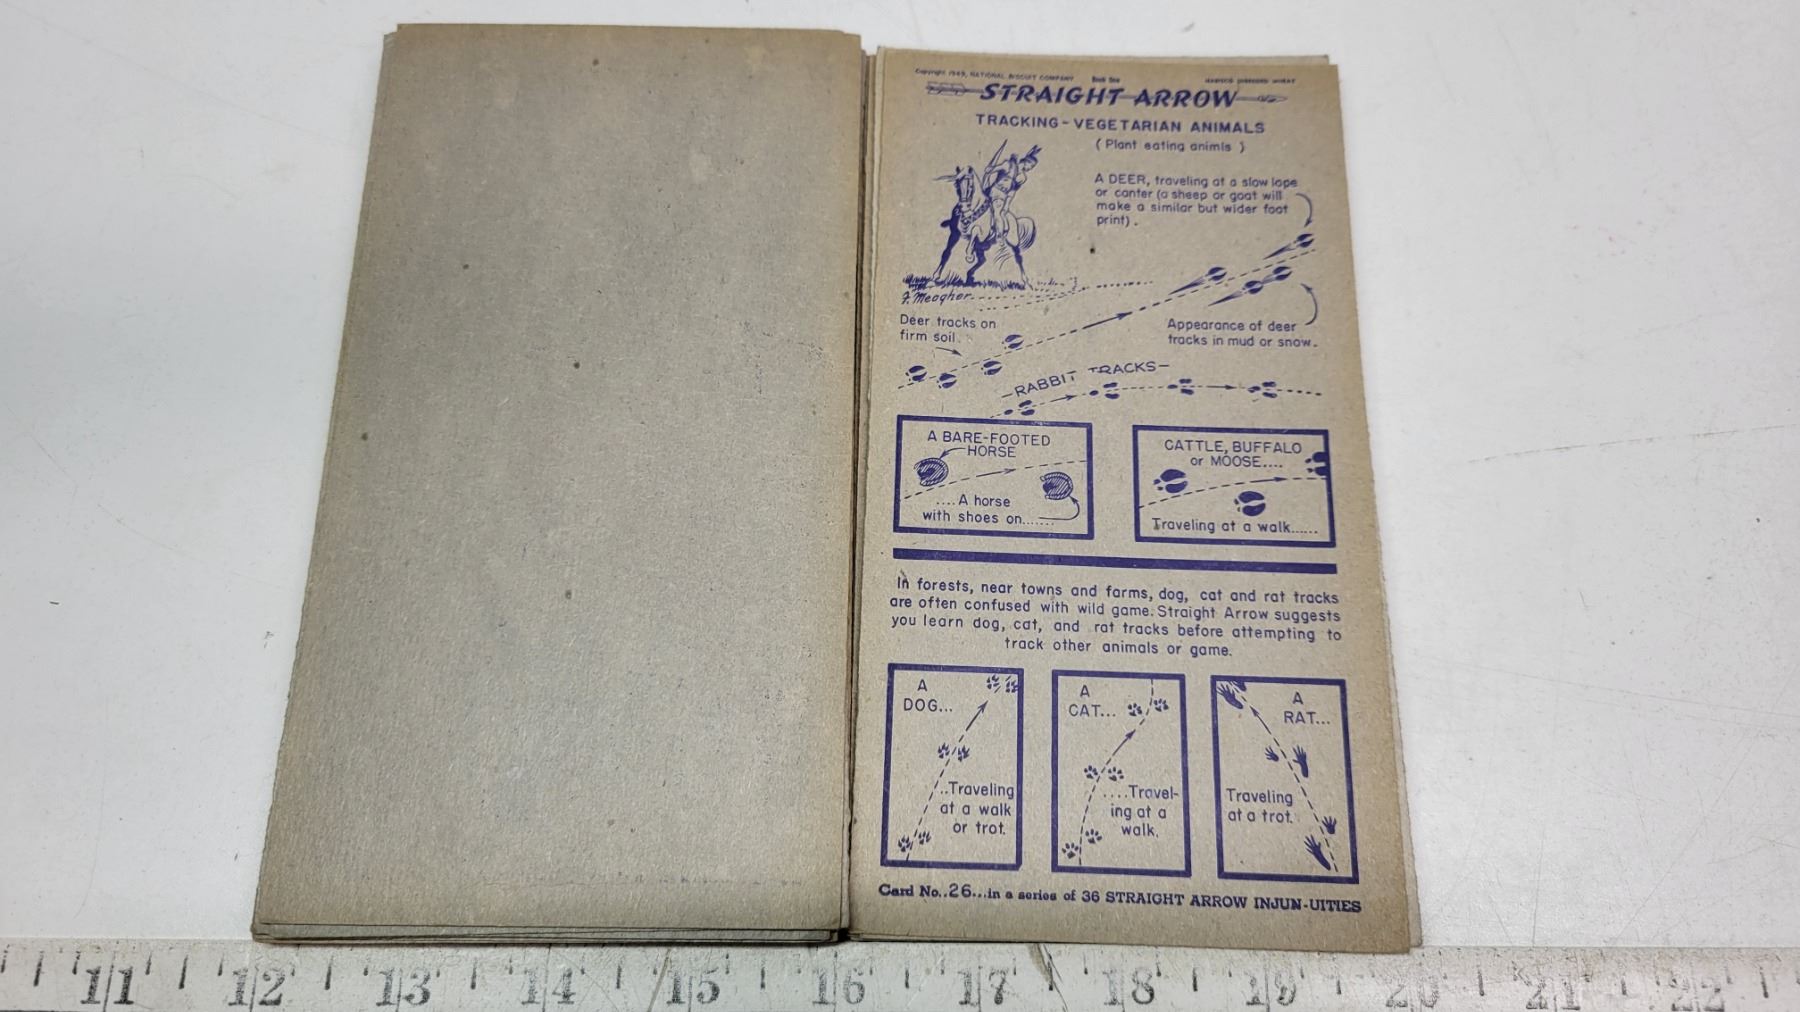 Copyright 1949, NATIONAL BISCUIT COMPANY Book One NABISCO SHREDDED WHEAT
STRAIGHT ARROW
TRACKING-VEGETARIAN ANIMALS
(Plant eating animls)
A DEER, traveling at a slow lope
or canter (a sheep or goat will
make a similar but wider foot
print).
F. Meagher
Deer tracks on
firm soil.
Appearance of deer
tracks in mud or snow.
-RABBIT TRACKS-
A BARE-FOOTED
HORSE
....A horse
with shoes on.......
CATTLE, BUFFALO
or MOOSE....
Traveling at a walk......
In forests, near towns and farms, dog, cat and rat tracks
are often confused with wild game. Straight Arrow suggests
you learn dog, cat, and rat tracks before attempting to
track other animals or game.
A
DOG...
..Traveling
at a walk
or trot.
A
CAT...
....Travel-
ing at a
walk.
A
RAT...
Traveling
at a trot.
Card No..26...in a series of 36 STRAIGHT ARROW INJUN-UITIES
11 12 13 14 15 16 17 18 19 20 21 22